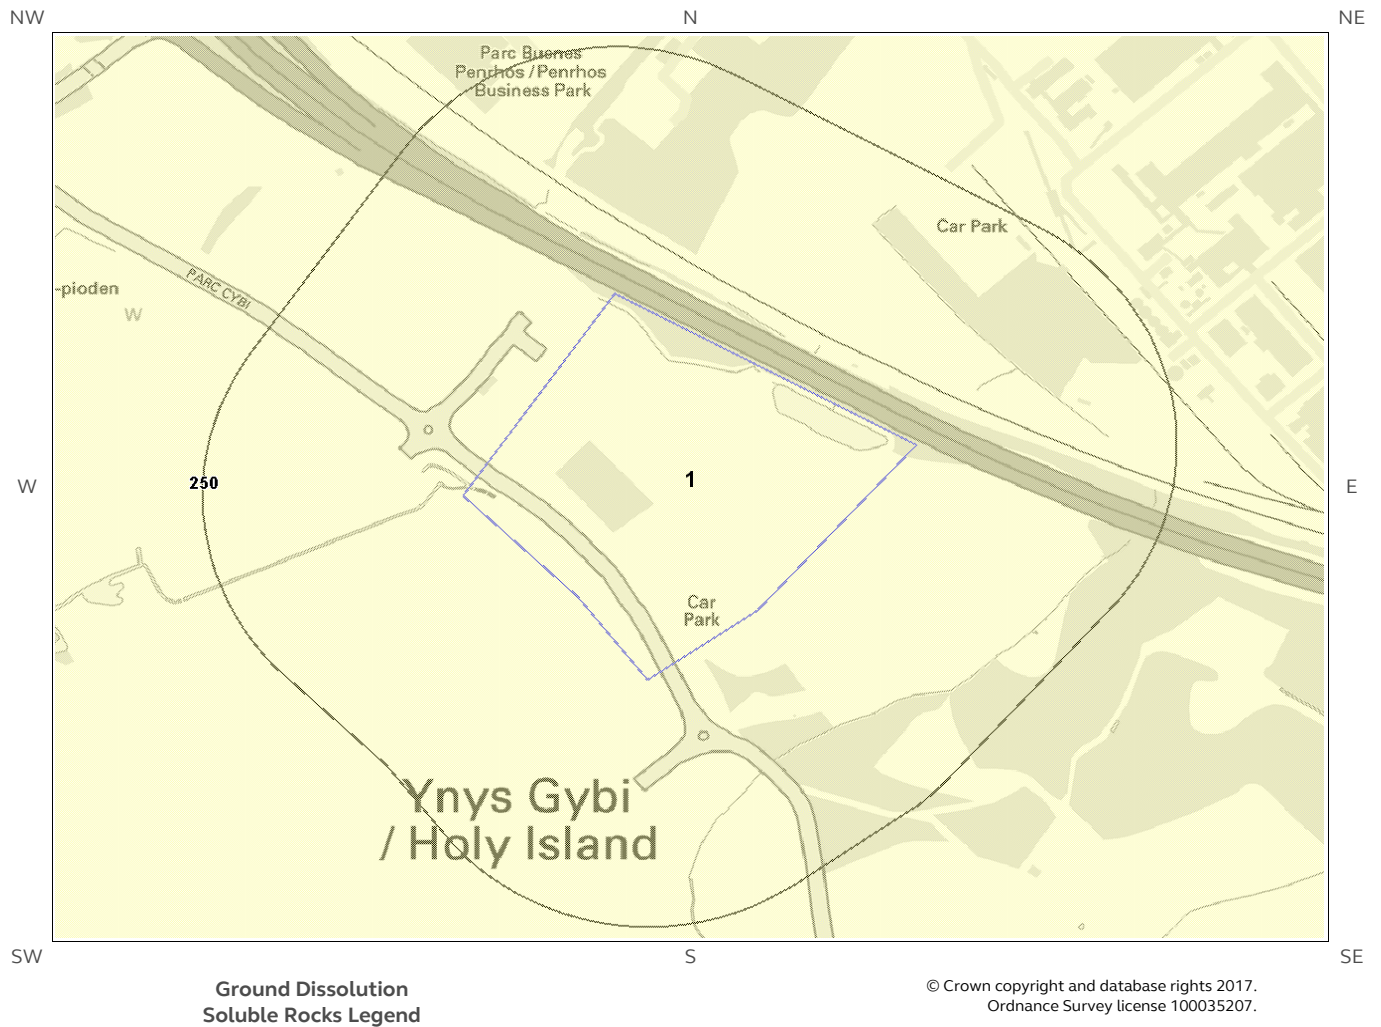 NW
N
NE
Parc Busnes
Penrhos / Penrhos
Business Park
Car Park
PARC CYBI
-pioden
W
W
250
1
E
Car
Park
Ynys Gybi
/ Holy Island
SW
S
SE
Ground Dissolution
Soluble Rocks Legend
© Crown copyright and database rights 2017.
Ordnance Survey license 100035207.